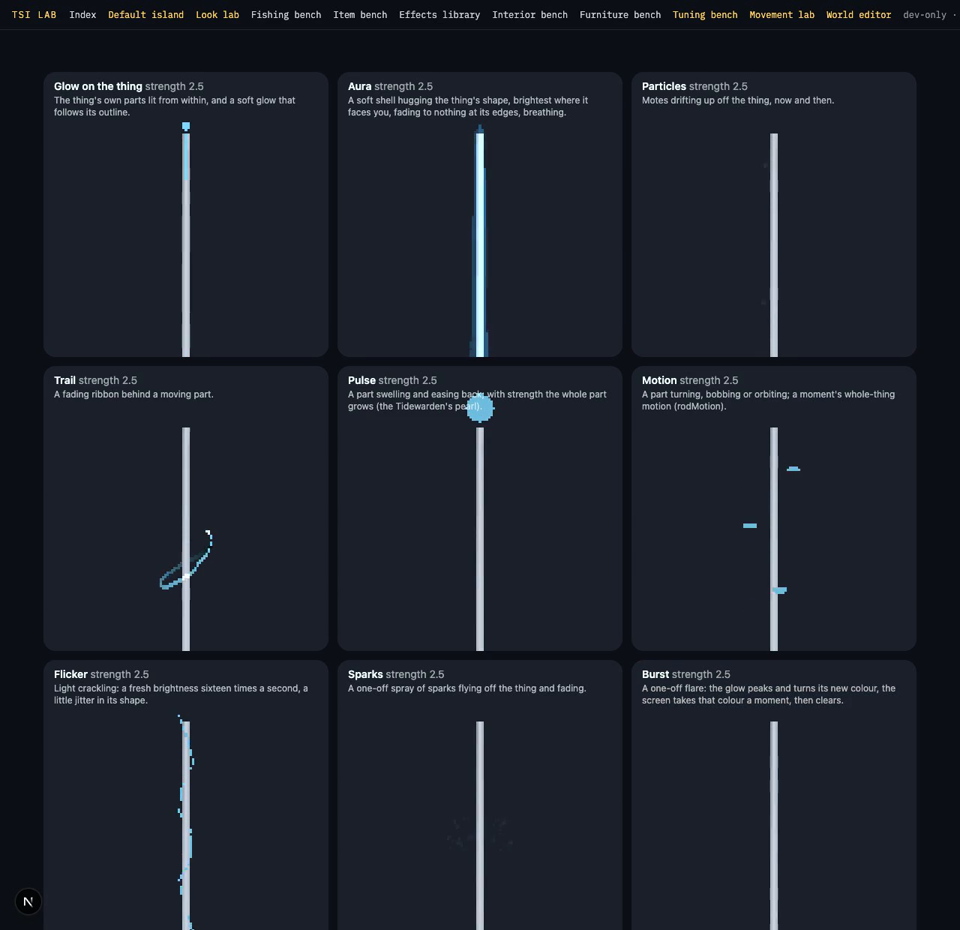 TSI LAB Index Default island Look lab Fishing bench Item bench Effects library Interior bench Furniture bench Tuning bench Movement lab World editor dev-only ·
Glow on the thing strength 2.5
The thing's own parts lit from within, and a soft glow that
follows its outline.
Aura strength 2.5
A soft shell hugging the thing's shape, brightest where it
faces you, fading to nothing at its edges, breathing.
Particles strength 2.5
Motes drifting up off the thing, now and then.
Trail strength 2.5
A fading ribbon behind a moving part.
Pulse strength 2.5
A part swelling and easing back; with strength the whole part
grows (the Tidewarden's pearl).
Motion strength 2.5
A part turning, bobbing or orbiting; a moment's whole-thing
motion (rodMotion).
Flicker strength 2.5
Light crackling: a fresh brightness sixteen times a second, a
little jitter in its shape.
Sparks strength 2.5
A one-off spray of sparks flying off the thing and fading.
Burst strength 2.5
A one-off flare: the glow peaks and turns its new colour, the
screen takes that colour a moment, then clears.
N